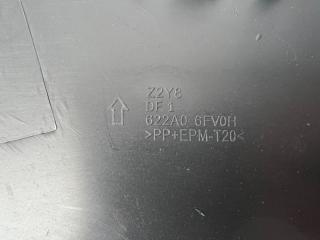 Z2Y8
DF 1
622A0 6FV0H
>PP+EPM-T20<